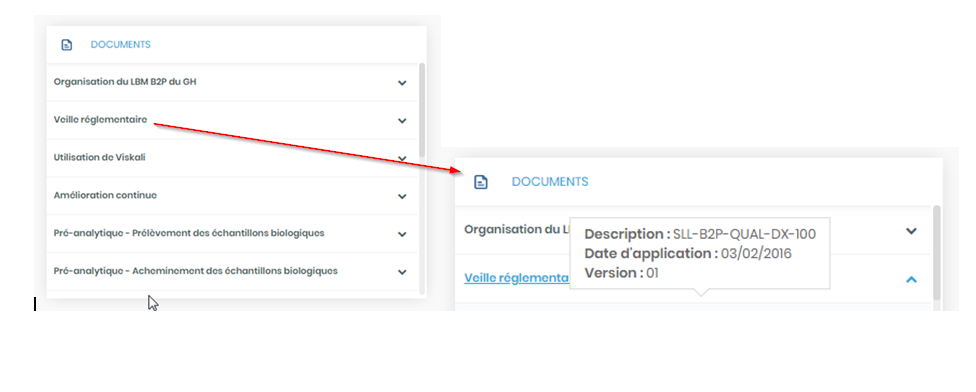 DOCUMENTS
Organisation du LBM B2P du GH
Veille réglementaire
Utilisation de Viskali
Amélioration continue
Pré-analytique - Prélèvement des échantillons biologiques
Pré-analytique - Acheminement des échantillons biologiques
DOCUMENTS
Organisation du L
Description : SLL-B2P-QUAL-DX-100
Date d'application : 03/02/2016
Version : 01
Veille réglementa